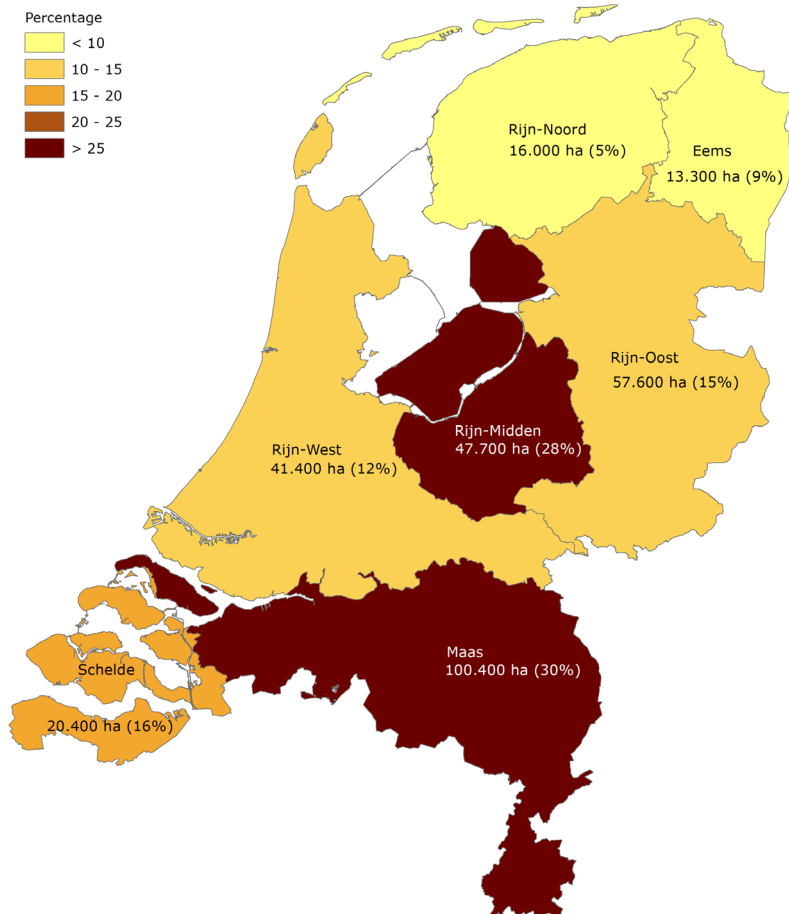 Percentage
< 10
10 - 15
15 - 20
20 - 25
> 25
Rijn-Noord
16.000 ha (5%)
Eems
13.300 ha (9%)
Rijn-Oost
57.600 ha (15%)
Rijn-Midden
47.700 ha (28%)
Rijn-West
41.400 ha (12%)
Maas
100.400 ha (30%)
Schelde
20.400 ha (16%)